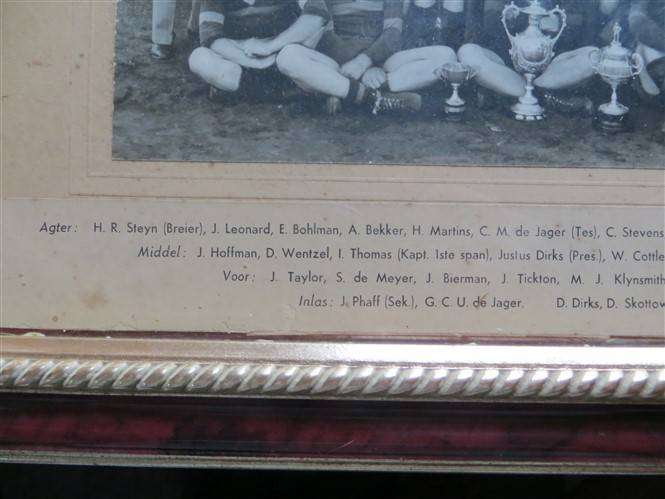 Agter: H. R. Steyn (Breier), J. Leonard, E. Bohlman, A. Bekker, H. Martins, C. M. de Jager (Tes), C. Stevens
Middel: J. Hoffman, D. Wentzel, I. Thomas (Kapt. 1ste span), Justus Dirks (Pres.), W. Cottle
Voor: J. Taylor, S. de Meyer, J. Bierman, J. Tickton, M. J. Klynsmith
Inlas: J. Phaff (Sek.), G. C. U. de Jager. D. Dirks, D. Skottow